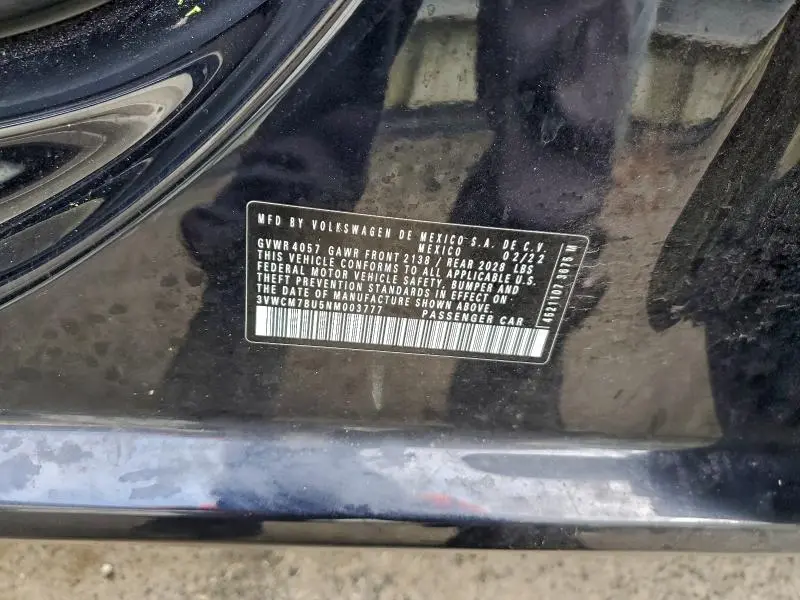 MFD BY VOLKSWAGEN DE MEXICO S.A. DE C.V.
MEXICO 02/22
GVWR 4057 GAWR FRONT 2138 / REAR 2028 LBS
THIS VEHICLE CONFORMS TO ALL APPLICABLE U.S.
FEDERAL MOTOR VEHICLE SAFETY, BUMPER AND
THEFT PREVENTION STANDARDS IN EFFECT ON
THE DATE OF MANUFACTURE SHOWN ABOVE.
3VWCM7BU5NM003777 PASSENGER CAR
4521107 3675 M